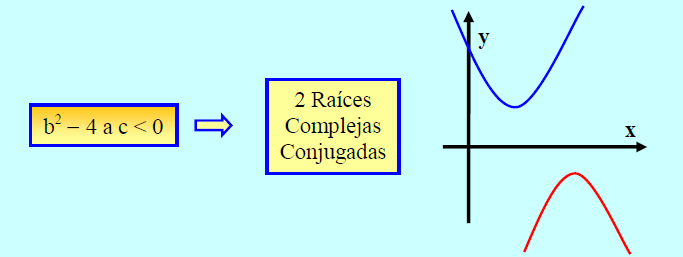 b² – 4 a c < 0
2 Raíces
Complejas
Conjugadas
y
x